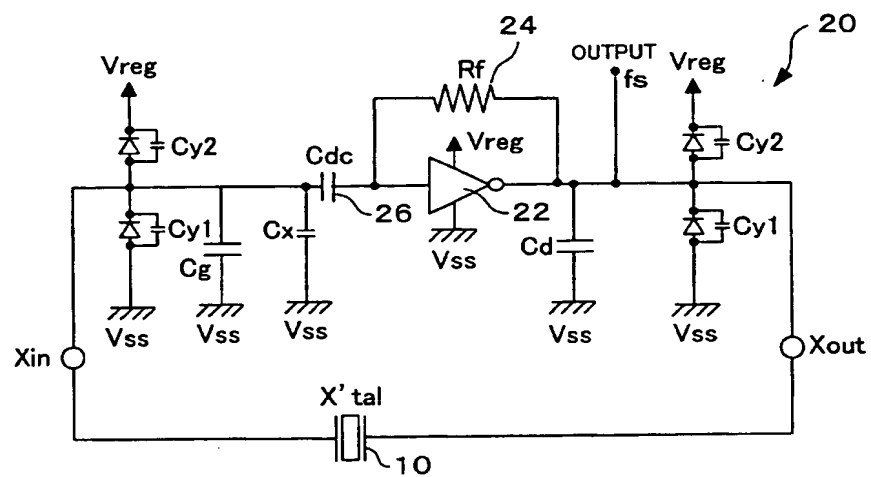 20
24
OUTPUT
fs
Vreg
Rf
Vreg
Cy2
Cdc
Vreg
Cy2
26
22
Cy1
Cg
Cx
Vss
Cd
Cy1
Vss
Vss
Vss
Vss
Vss
Xin
Xout
X'tal
10